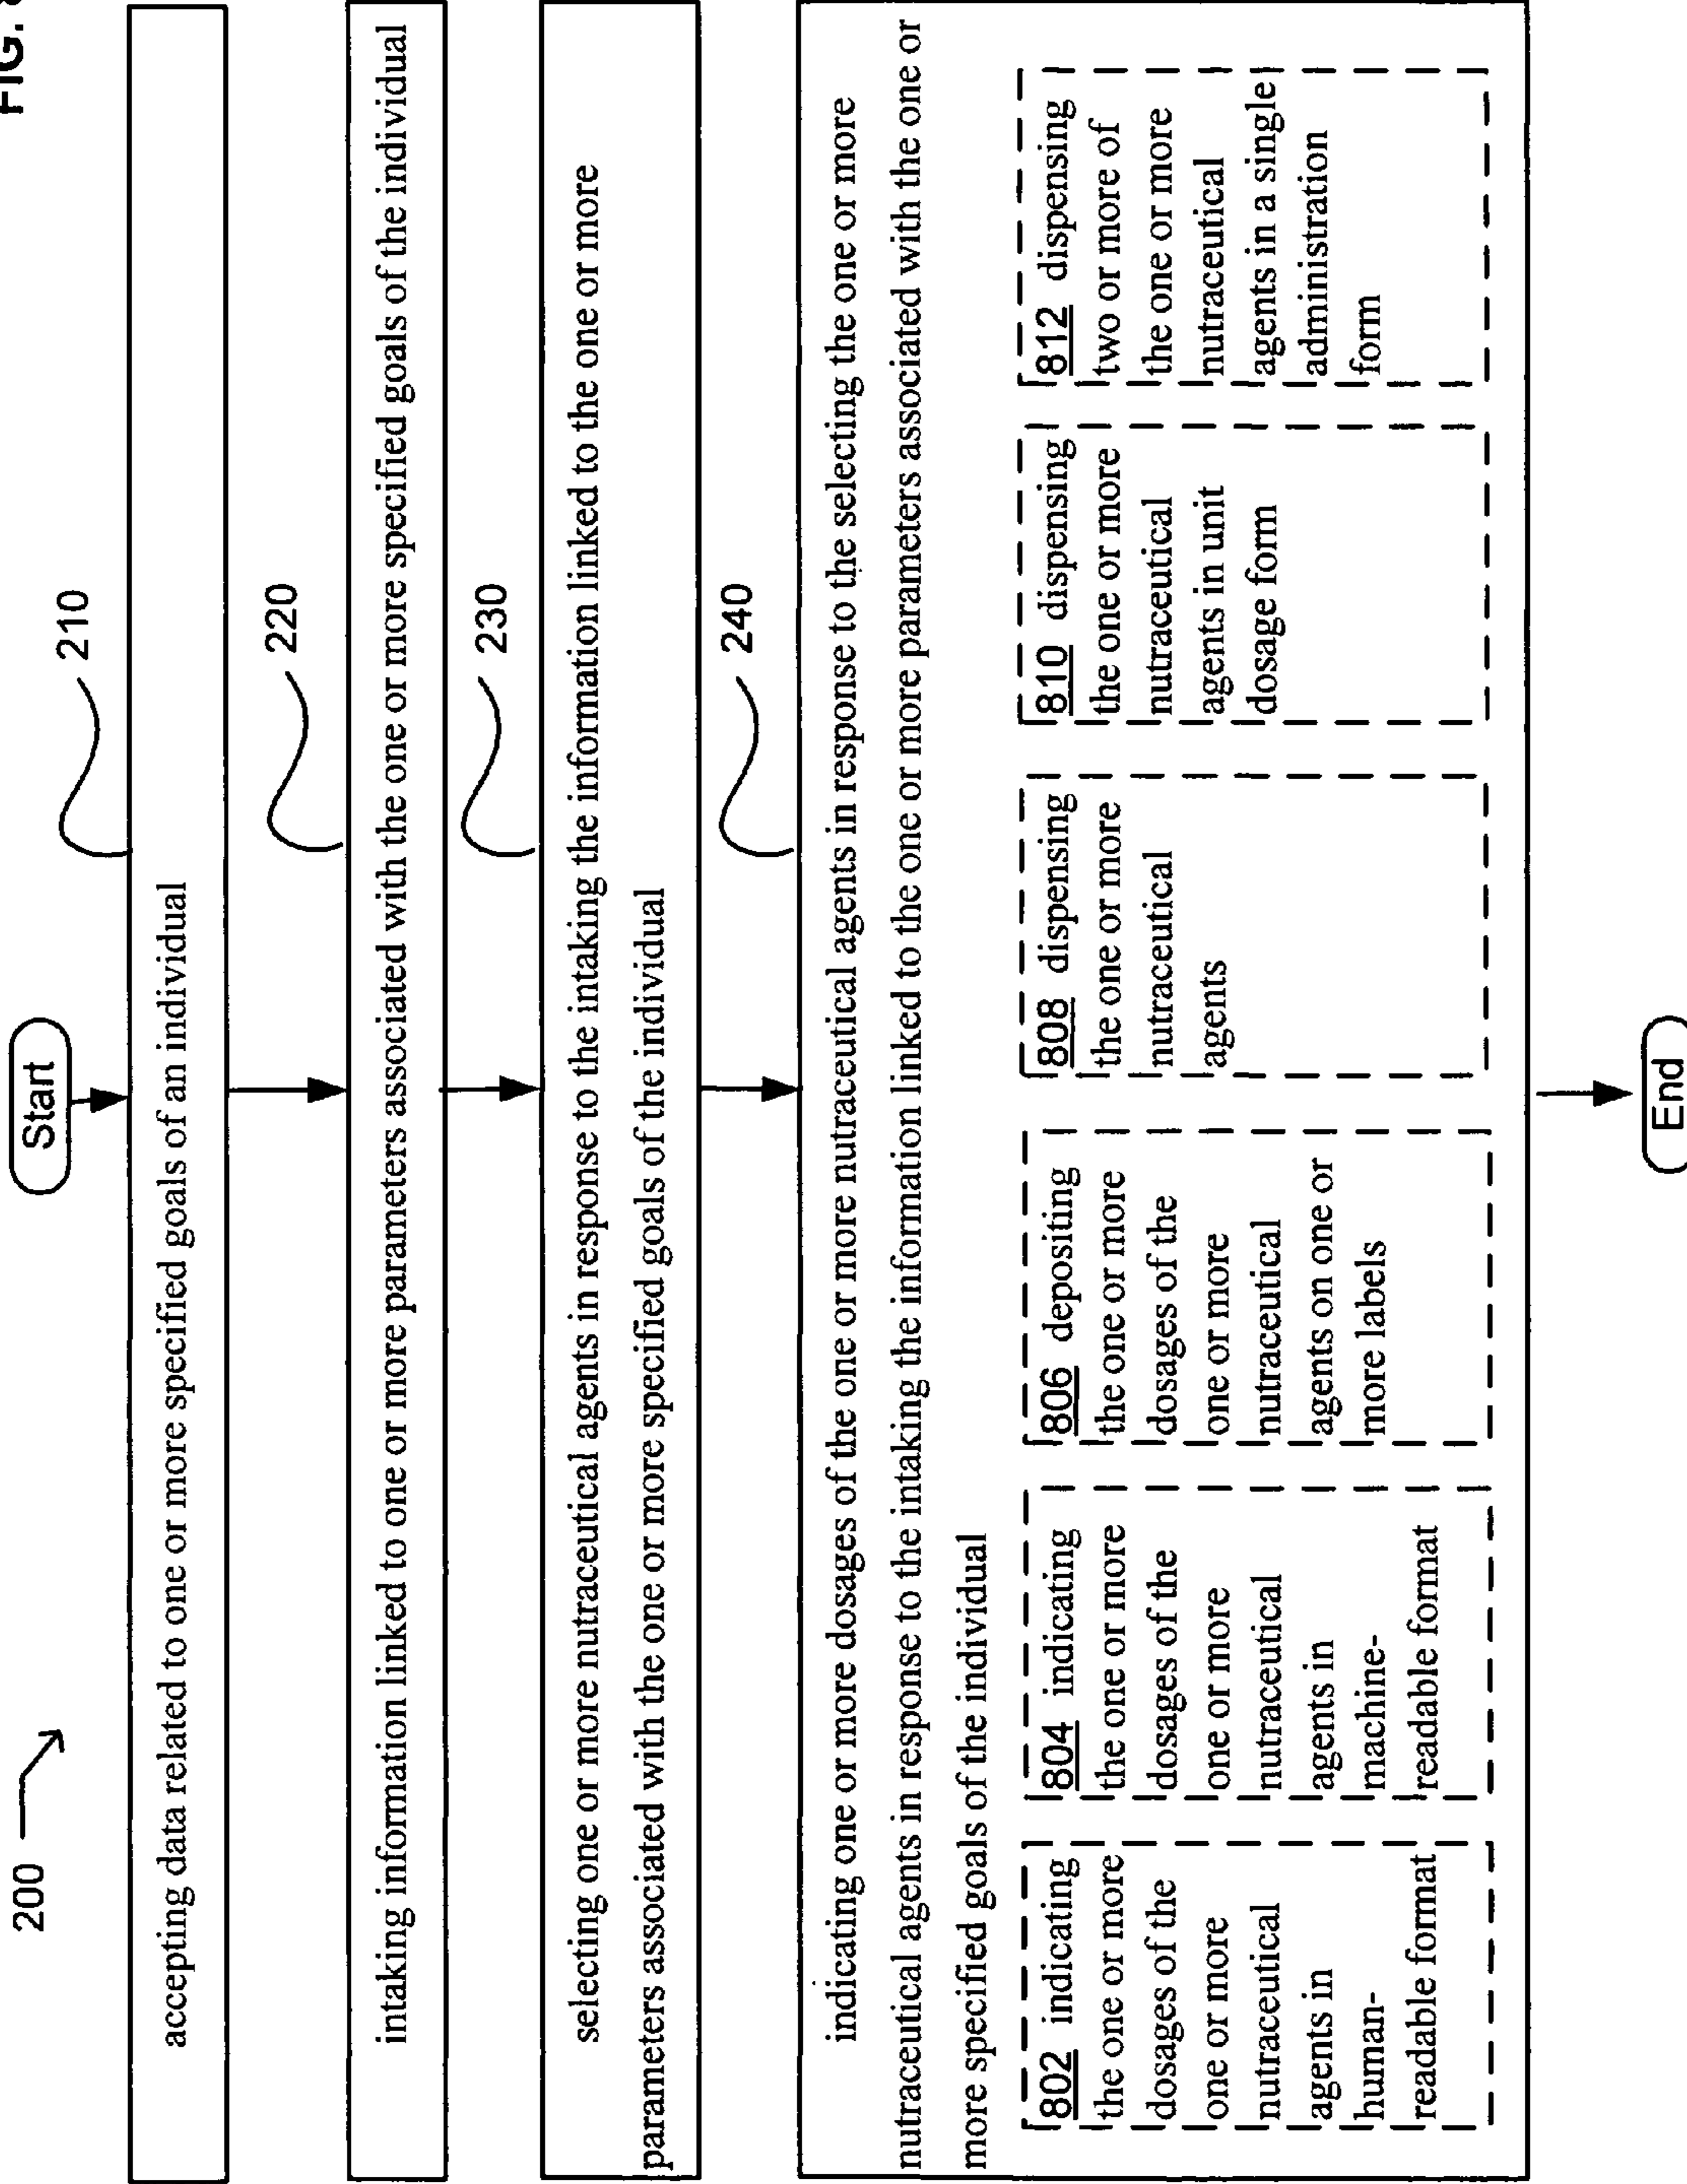 FIG.
200
Start
210
accepting data related to one or more specified goals of an individual
220
intaking information linked to one or more parameters associated with the one or more specified goals of the individual
230
selecting one or more nutraceutical agents in response to the intaking the information linked to the one or more
parameters associated with the one or more specified goals of the individual
240
indicating one or more dosages of the one or more nutraceutical agents in response to the selecting the one or more
nutraceutical agents in response to the intaking the information linked to the one or more parameters associated with the one or
more specified goals of the individual
802 indicating
the one or more
dosages of the
one or more
nutraceutical
agents in
human-
readable format
804 indicating
the one or more
dosages of the
one or more
nutraceutical
agents in
machine-
readable format
806 depositing
the one or more
dosages of the
one or more
nutraceutical
agents on one or
more labels
808 dispensing
the one or more
nutraceutical
agents
810 dispensing
the one or more
nutraceutical
agents in unit
dosage form
812 dispensing
two or more of
the one or more
nutraceutical
agents in a single
administration
form
End